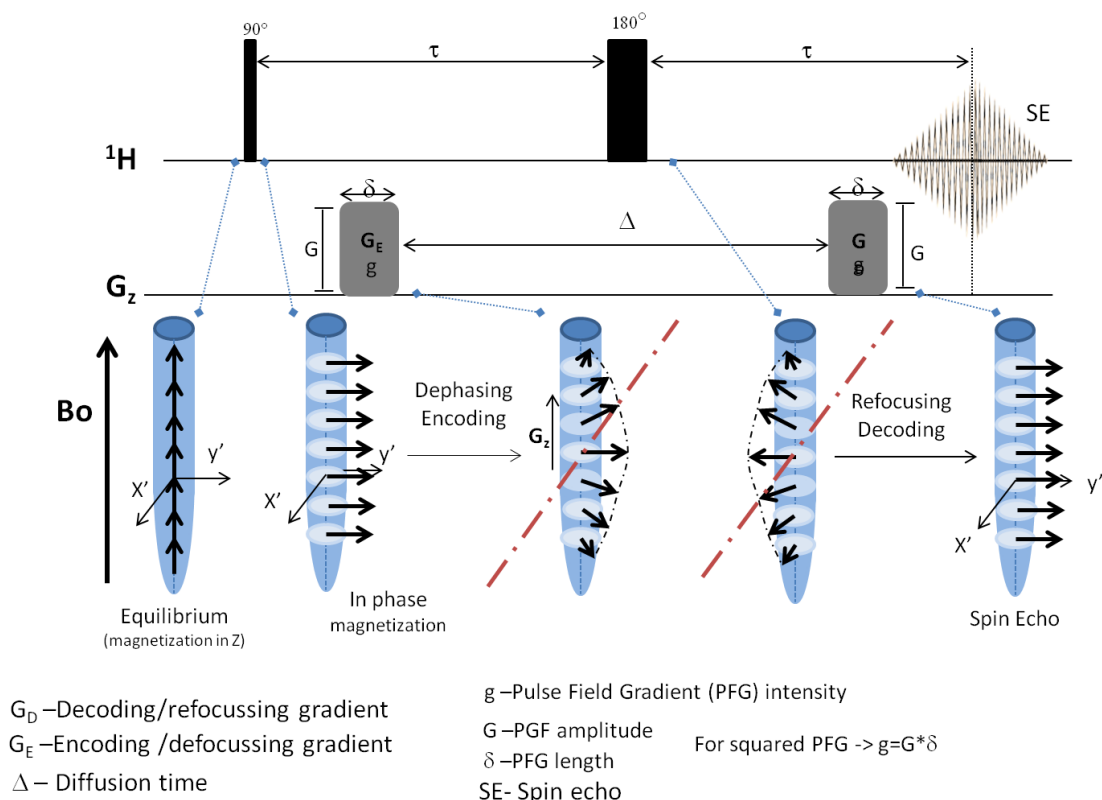 90°
180°
τ
τ
SE
¹H
δ
δ
G
G_E
g
Δ
G
G
G_z
Bo
y'
X'
y'
X'
Dephasing
Encoding
G_z
Refocusing
Decoding
y'
X'
Equilibrium
(magnetization in Z)
In phase
magnetization
Spin Echo
G_D –Decoding/refocussing gradient
G_E –Encoding /defocussing gradient
Δ – Diffusion time
g –Pulse Field Gradient (PFG) intensity
G –PGF amplitude
δ –PFG length
SE- Spin echo
For squared PFG -> g=G*δ